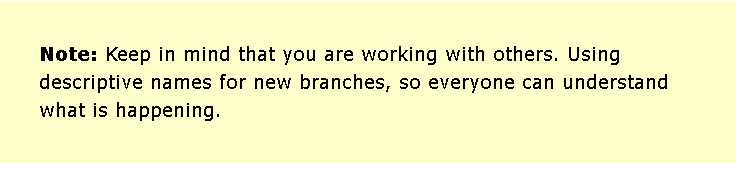 Note: Keep in mind that you are working with others. Using
descriptive names for new branches, so everyone can understand
what is happening.